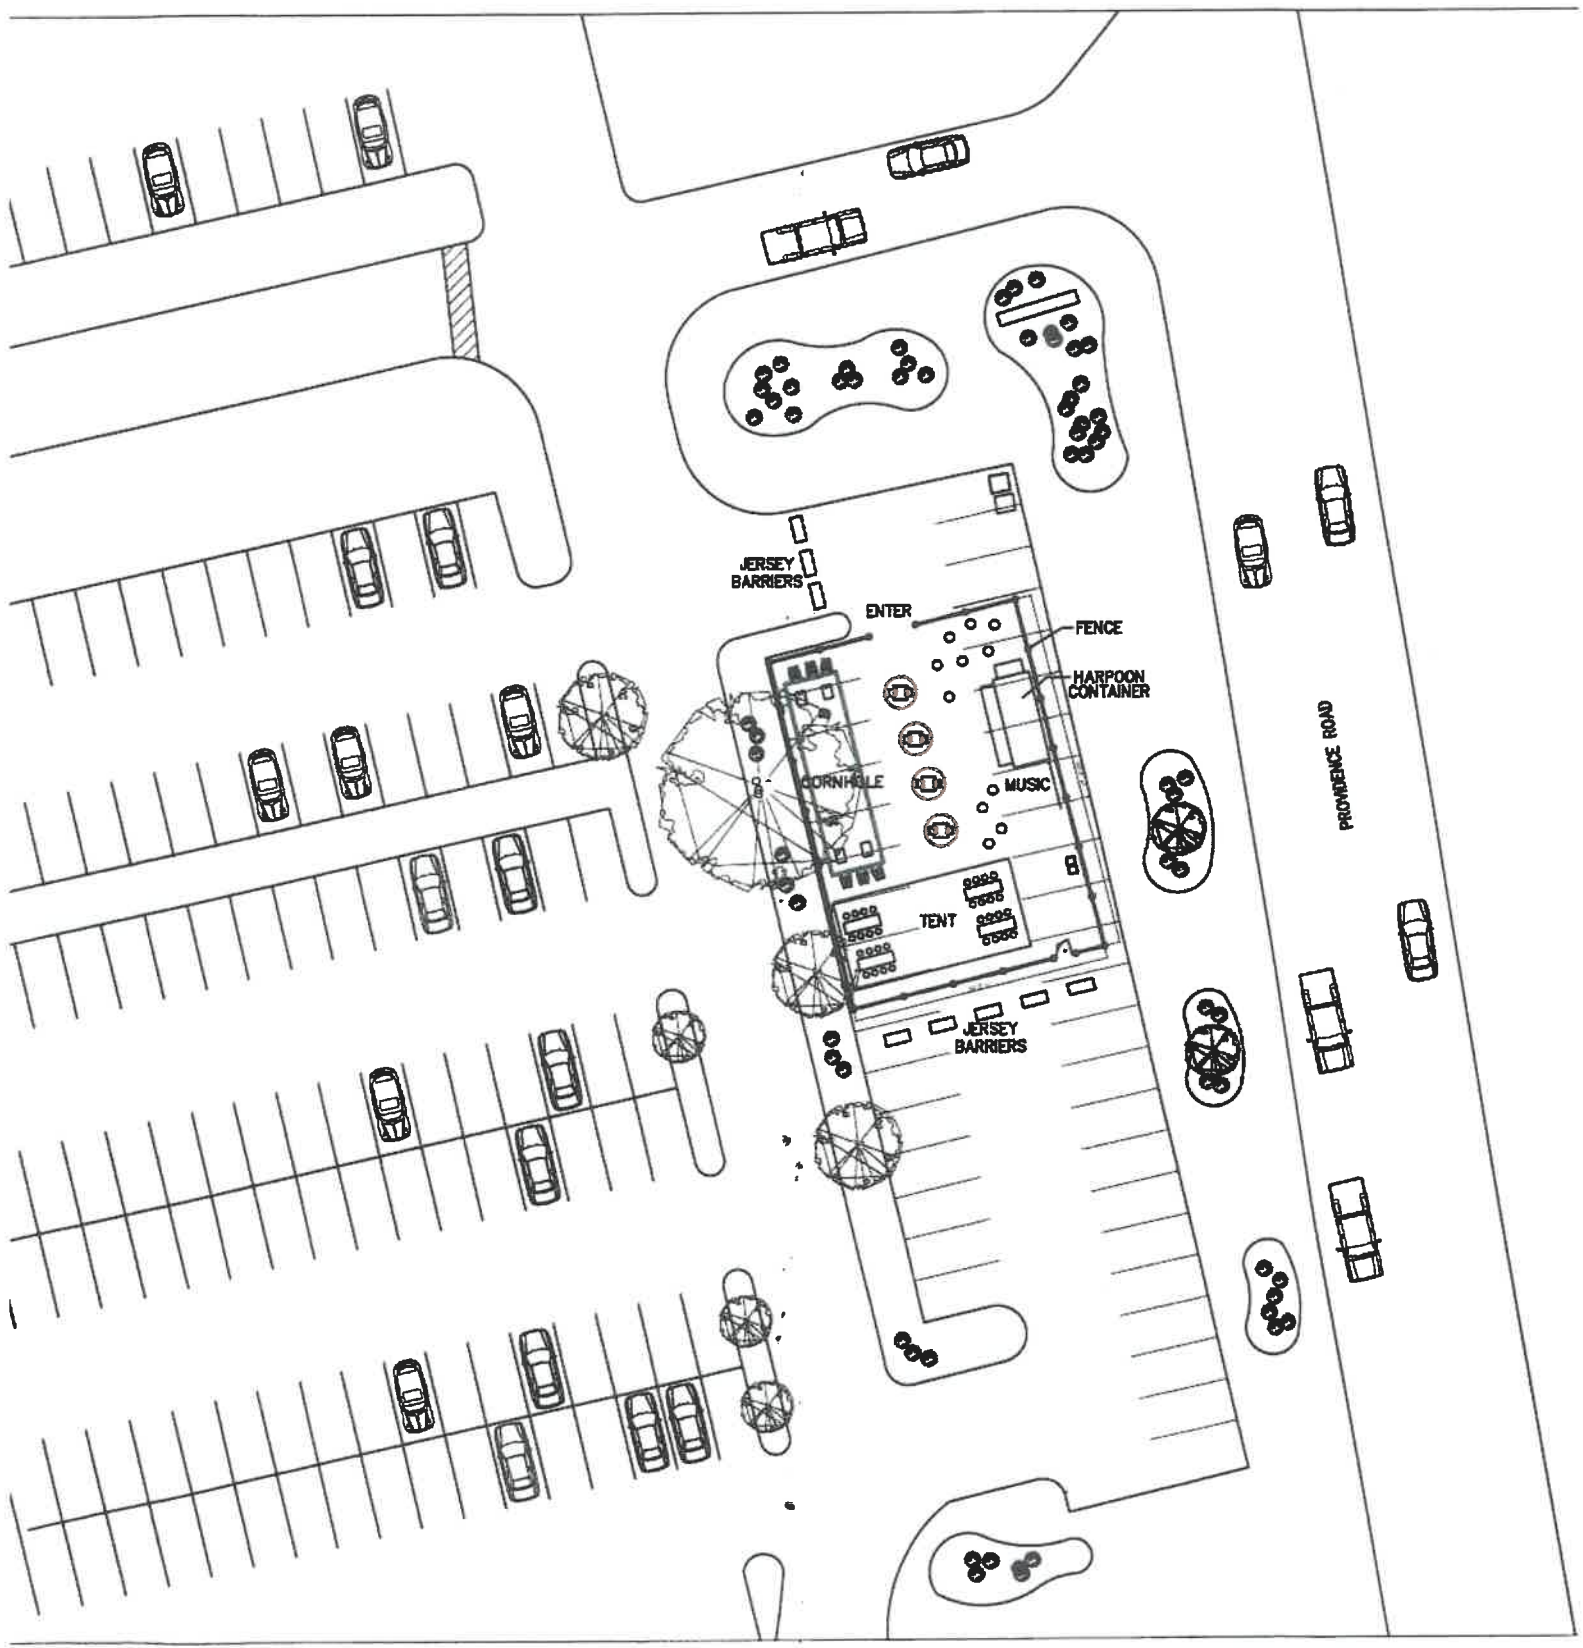 JERSEY
BARRIERS
ENTER
FENCE
HARPOON
CONTAINER
CORNHOLE
MUSIC
PROVIDENCE ROAD
TENT
JERSEY
BARRIERS